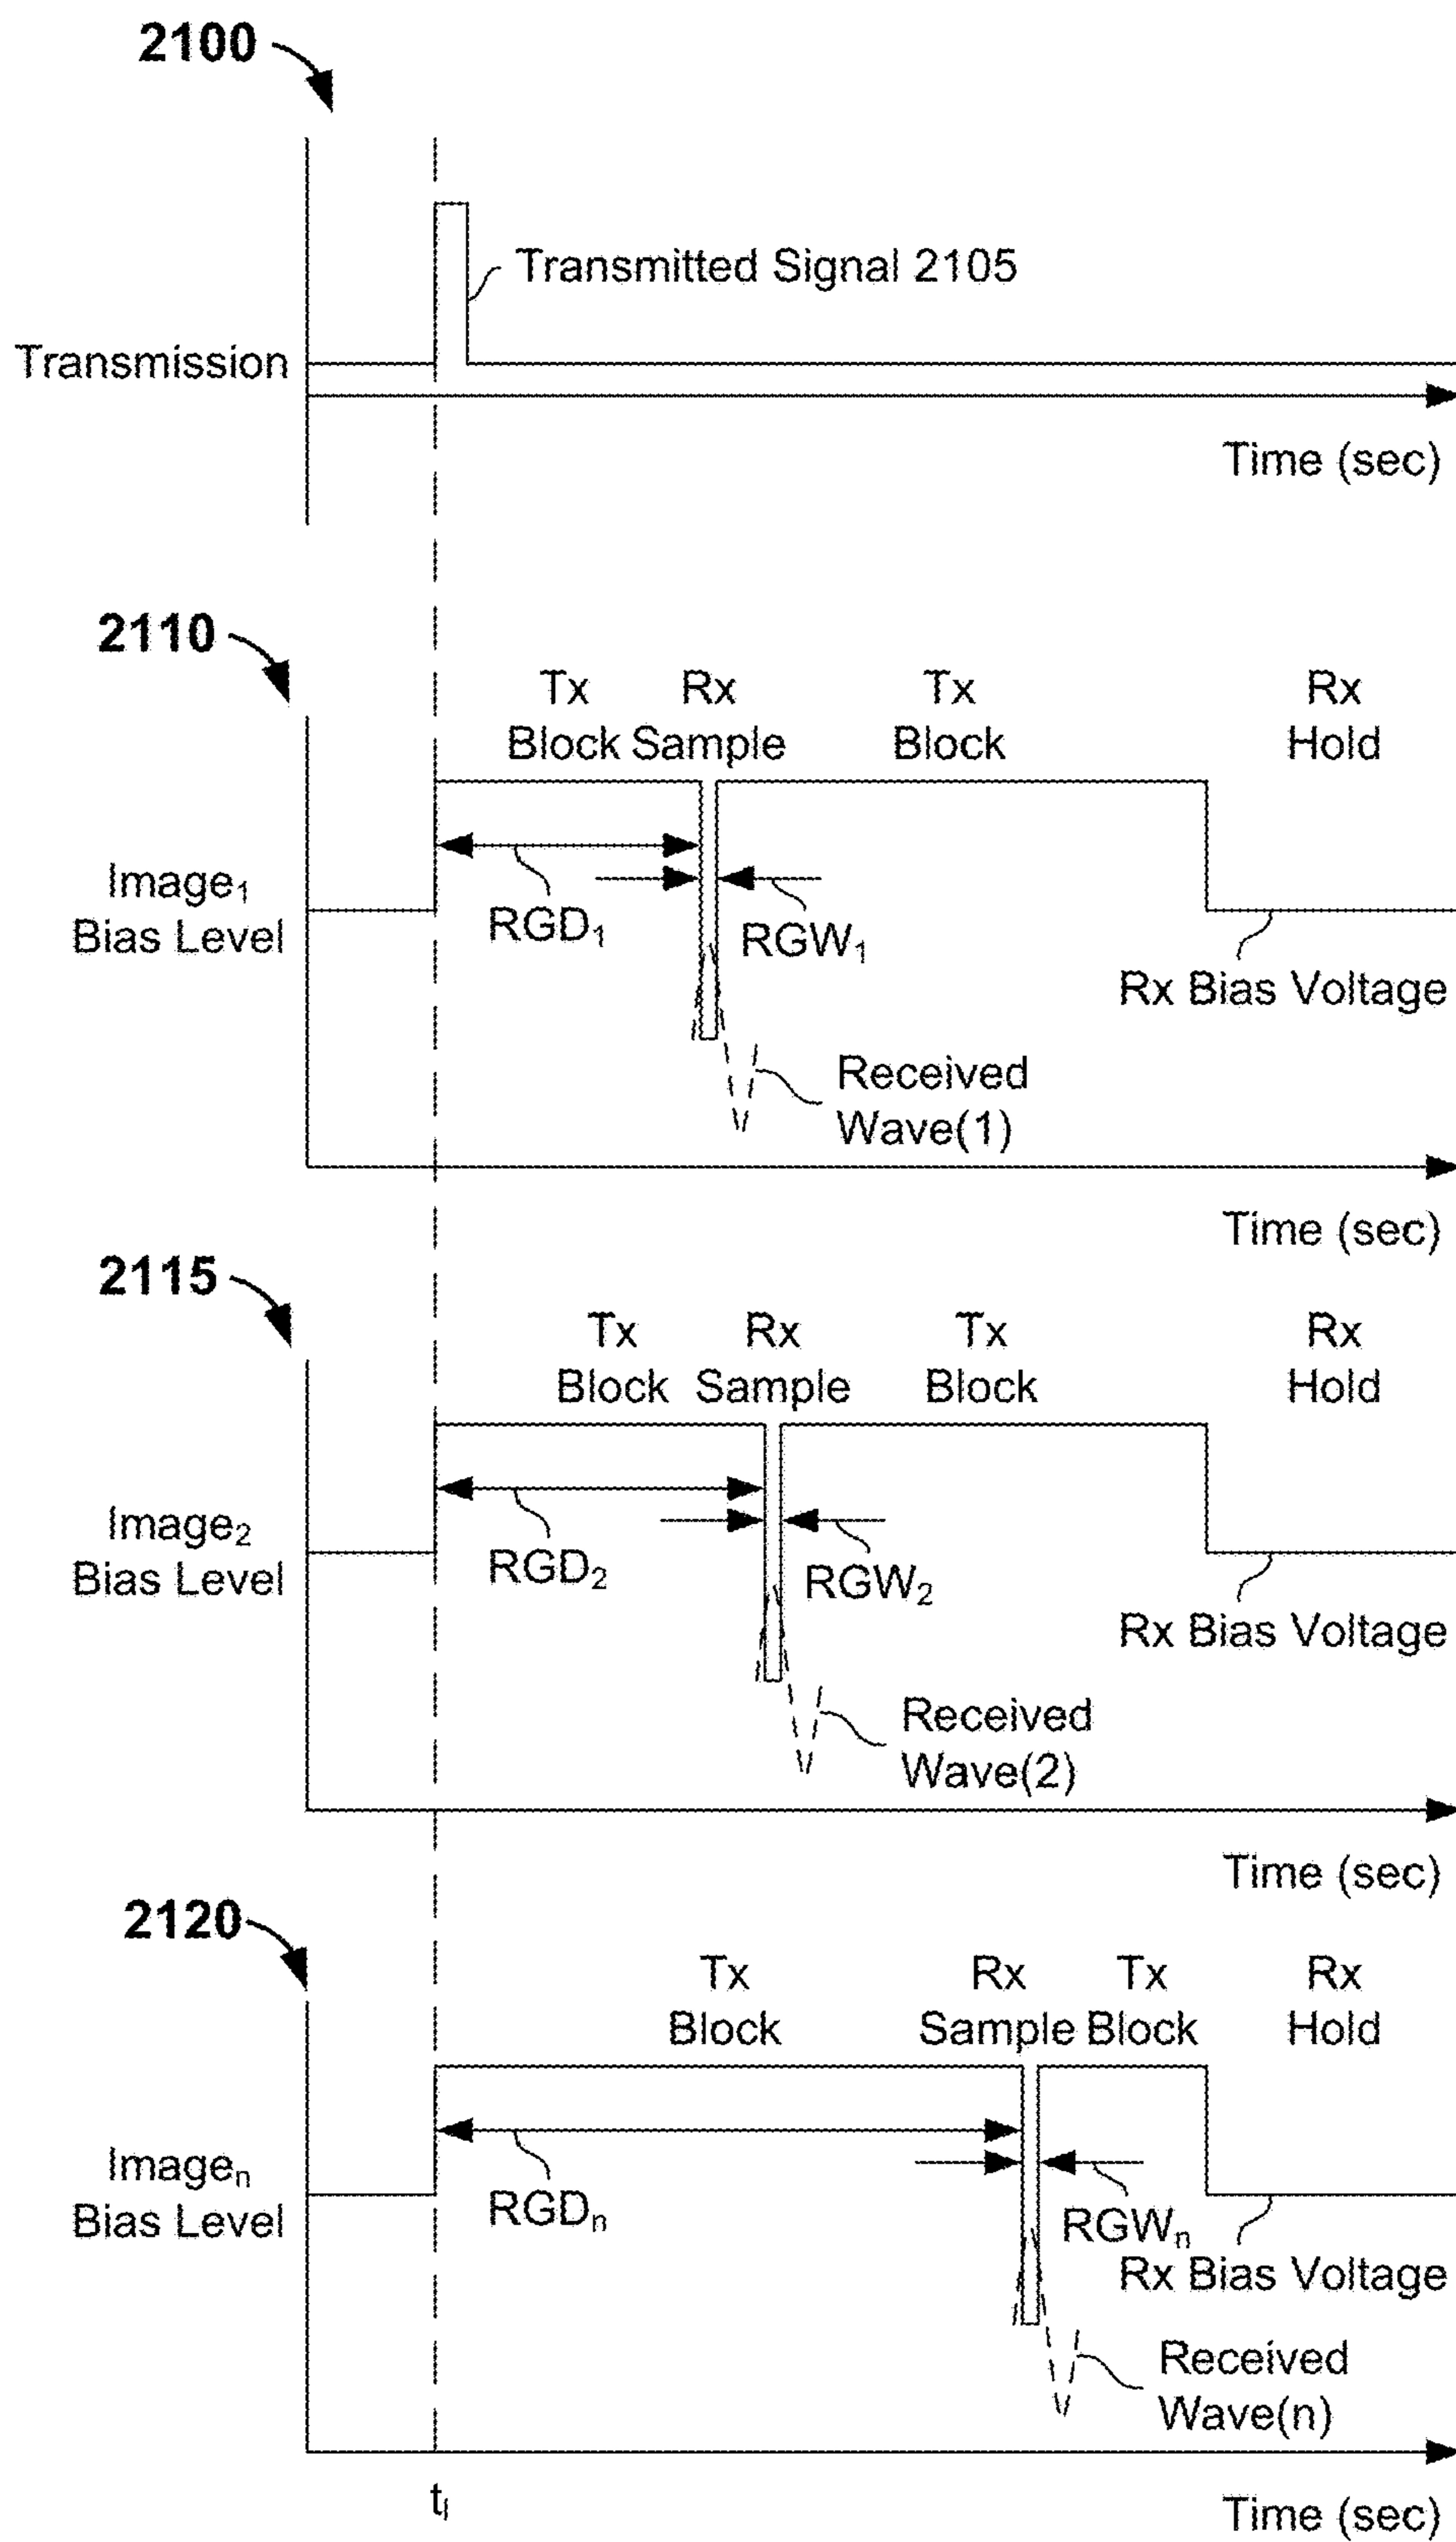 2100
Transmitted Signal 2105
Transmission
Time (sec)
2110
Tx Block
Rx Sample
Tx Block
Rx Hold
Image₁ Bias Level
RGD₁
RGW₁
Rx Bias Voltage
Received Wave(1)
Time (sec)
2115
Tx Block
Rx Sample
Tx Block
Rx Hold
Image₂ Bias Level
RGD₂
RGW₂
Rx Bias Voltage
Received Wave(2)
Time (sec)
2120
Tx Block
Rx Sample
Tx Block
Rx Hold
Imageₙ Bias Level
RGDₙ
RGWₙ
Rx Bias Voltage
Received Wave(n)
t₁
Time (sec)